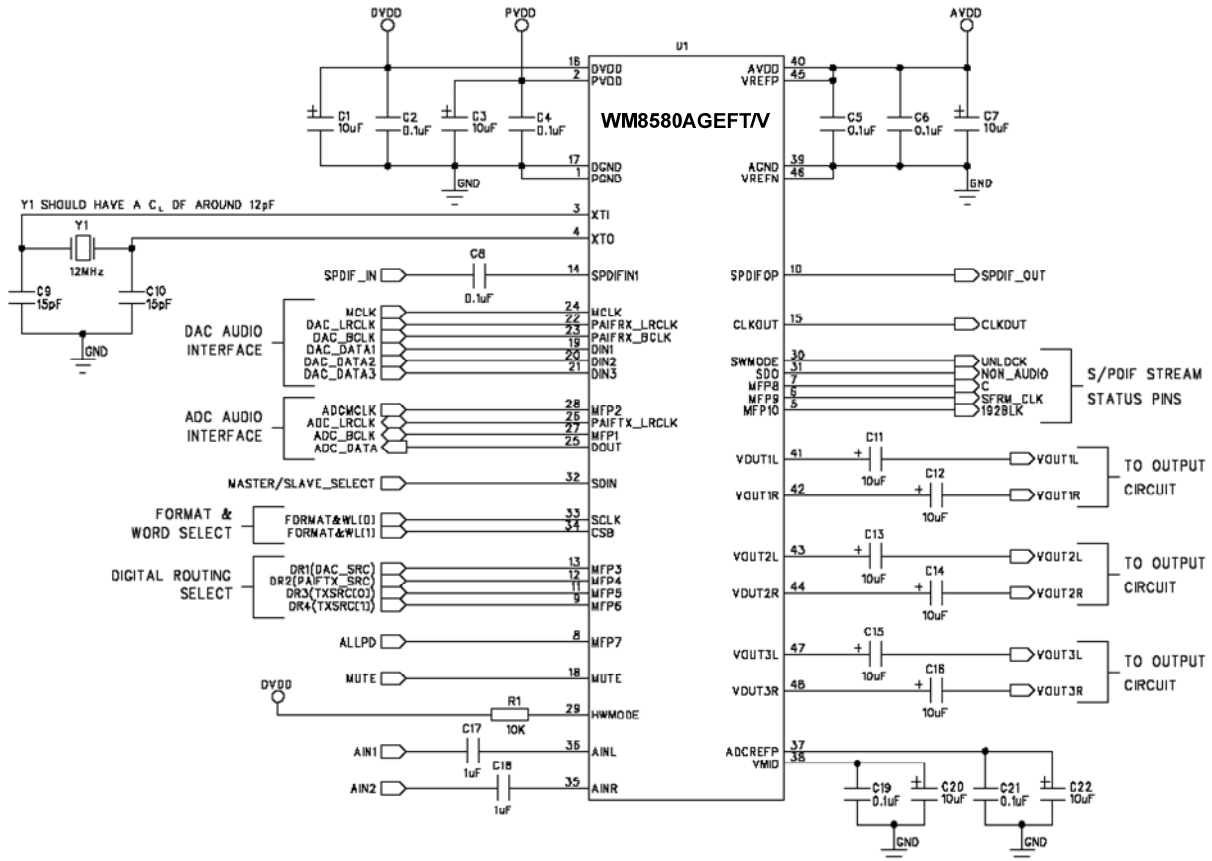 DVDD
PVDD
AVDD
U1
WM8580AGEFT/V
16 DVDD
2 PVDD
AVDD 40
VREFP 45
C1 10uF
C2 0.1uF
C3 10uF
C4 0.1uF
C5 0.1uF
C6 0.1uF
C7 10uF
17 DGND
1 PGND
AGND 39
VREFN 46
GND
GND
Y1 SHOULD HAVE A CL OF AROUND 12pF
3 XTI
Y1
12MHz
4 XTO
C9 15pF
C10 15pF
GND
SPDIF_IN
C8
0.1uF
14 SPDIFIN1
SPDIFOP 10
SPDIF_OUT
DAC AUDIO INTERFACE
MCLK 24 MCLK
DAC_LRCLK 22 PAIFRX_LRCLK
DAC_BCLK 23 PAIFRX_BCLK
DAC_DATA1 19 DIN1
DAC_DATA2 20 DIN2
DAC_DATA3 21 DIN3
CLKOUT 15 CLKOUT
SWMODE 30 UNLOCK
SDO 31 NON_AUDIO
MFP8 7 C
MFP9 6 SFRM_CLK
MFP10 5 192BLK
S/PDIF STREAM
STATUS PINS
ADC AUDIO INTERFACE
ADCMCLK 28 MFP2
ADC_LRCLK 26 PAIFTX_LRCLK
ADC_BCLK 27 MFP1
ADC_DATA 25 DOUT
MASTER/SLAVE_SELECT 32 SDIN
FORMAT &
WORD SELECT
FORMAT&WL[0] 33 SCLK
FORMAT&WL[1] 34 CSB
DIGITAL ROUTING
SELECT
DR1(DAC_SRC) 13 MFP3
DR2(PAIFTX_SRC) 12 MFP4
DR3(TXSRC[0]) 11 MFP5
DR4(TXSRC[1]) 9 MFP6
ALLPD 8 MFP7
MUTE 18 MUTE
DVDD
R1
10K
29 HWMODE
AIN1
C17
1uF
36 AINL
AIN2
C18
1uF
35 AINR
VOUT1L 41
C11
10uF
VOUT1L
VOUT1R 42
C12
10uF
VOUT1R
TO OUTPUT
CIRCUIT
VOUT2L 43
C13
10uF
VOUT2L
VOUT2R 44
C14
10uF
VOUT2R
TO OUTPUT
CIRCUIT
VOUT3L 47
C15
10uF
VOUT3L
VOUT3R 48
C16
10uF
VOUT3R
TO OUTPUT
CIRCUIT
ADCREFP 37
VMID 38
C19 0.1uF
C20 10uF
C21 0.1uF
C22 10uF
GND
GND